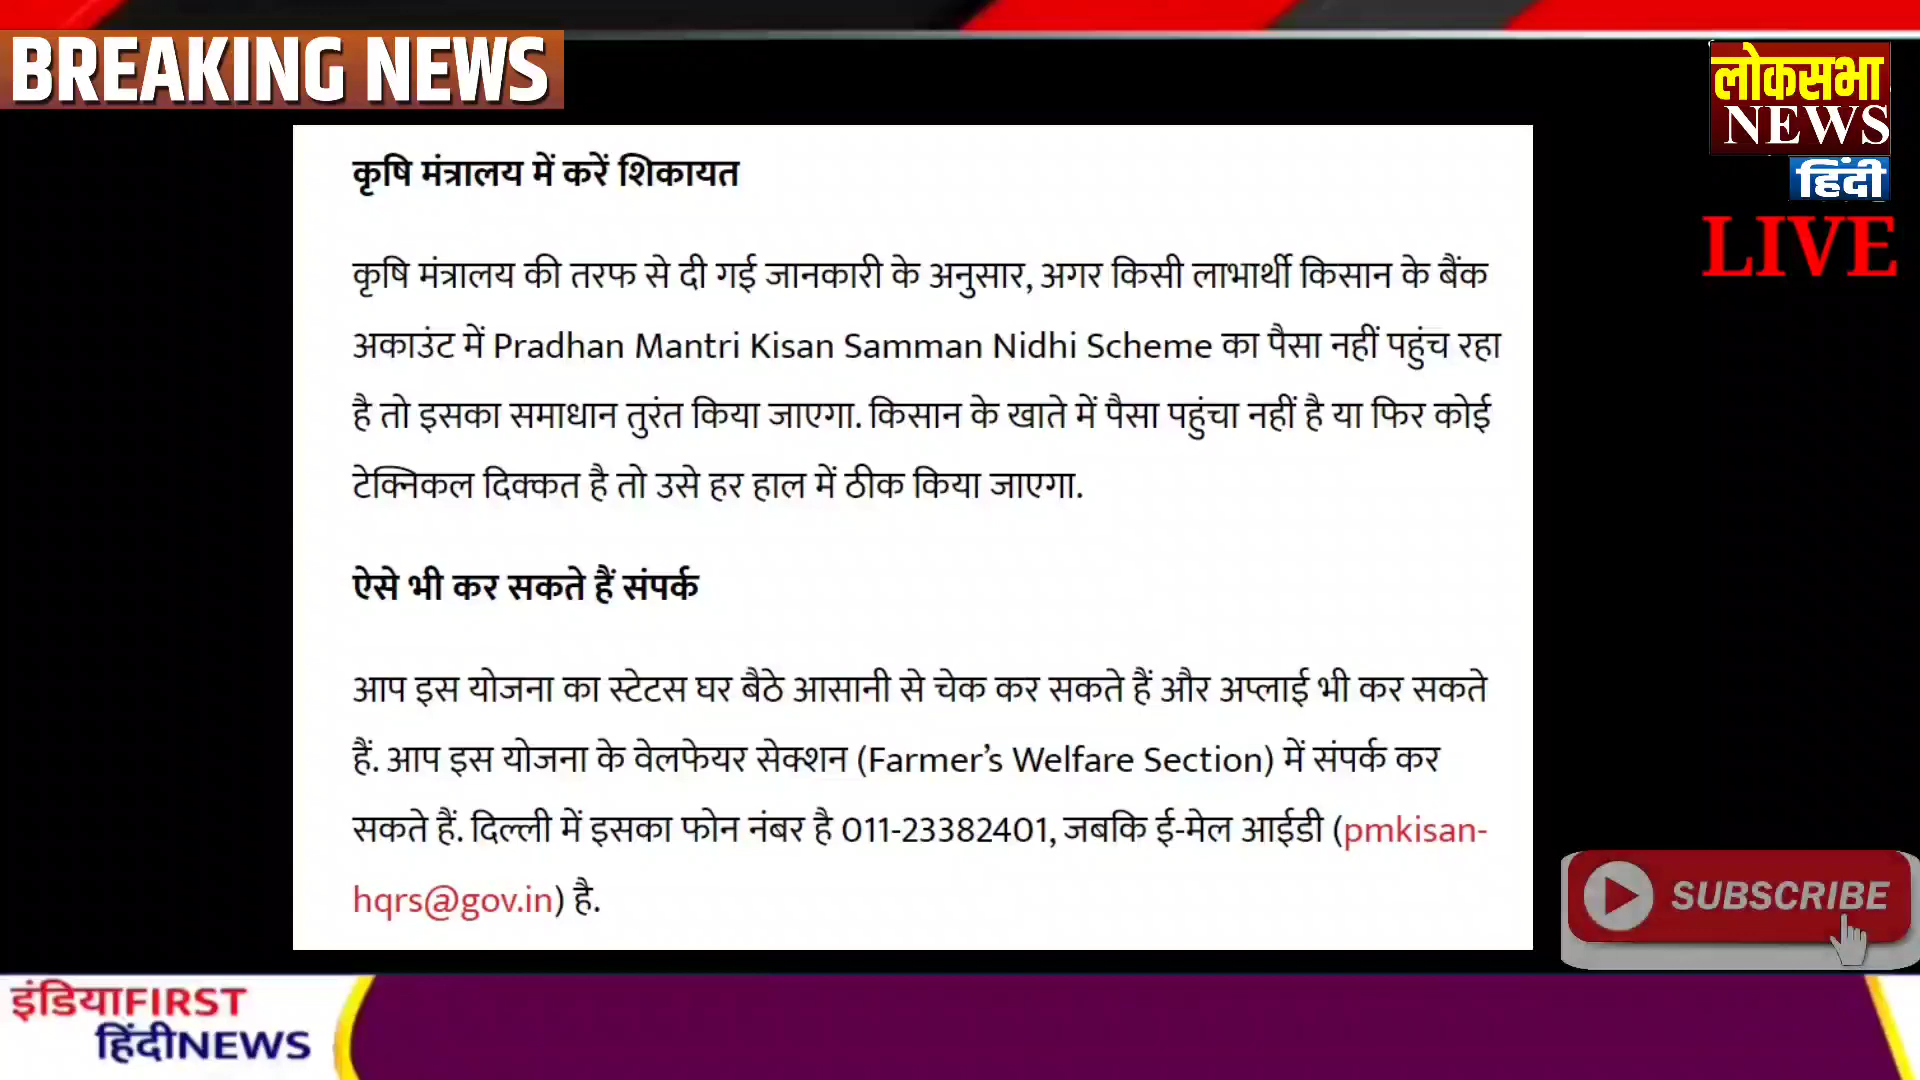 BREAKING NEWS
लोकसभा
NEWS
हिंदी
LIVE
कृषि मंत्रालय में करें शिकायत
कृषि मंत्रालय की तरफ से दी गई जानकारी के अनुसार, अगर किसी लाभार्थी किसान के बैंक
अकाउंट में Pradhan Mantri Kisan Samman Nidhi Scheme का पैसा नहीं पहुंच रहा
है तो इसका समाधान तुरंत किया जाएगा. किसान के खाते में पैसा पहुंचा नहीं है या फिर कोई
टेक्निकल दिक्कत है तो उसे हर हाल में ठीक किया जाएगा.
ऐसे भी कर सकते हैं संपर्क
आप इस योजना का स्टेटस घर बैठे आसानी से चेक कर सकते हैं और अप्लाई भी कर सकते
हैं. आप इस योजना के वेलफेयर सेक्शन (Farmer’s Welfare Section) में संपर्क कर
सकते हैं. दिल्ली में इसका फोन नंबर है 011-23382401, जबकि ई-मेल आईडी (pmkisan-
hqrs@gov.in) है.
SUBSCRIBE
इंडियाFIRST
हिंदीNEWS